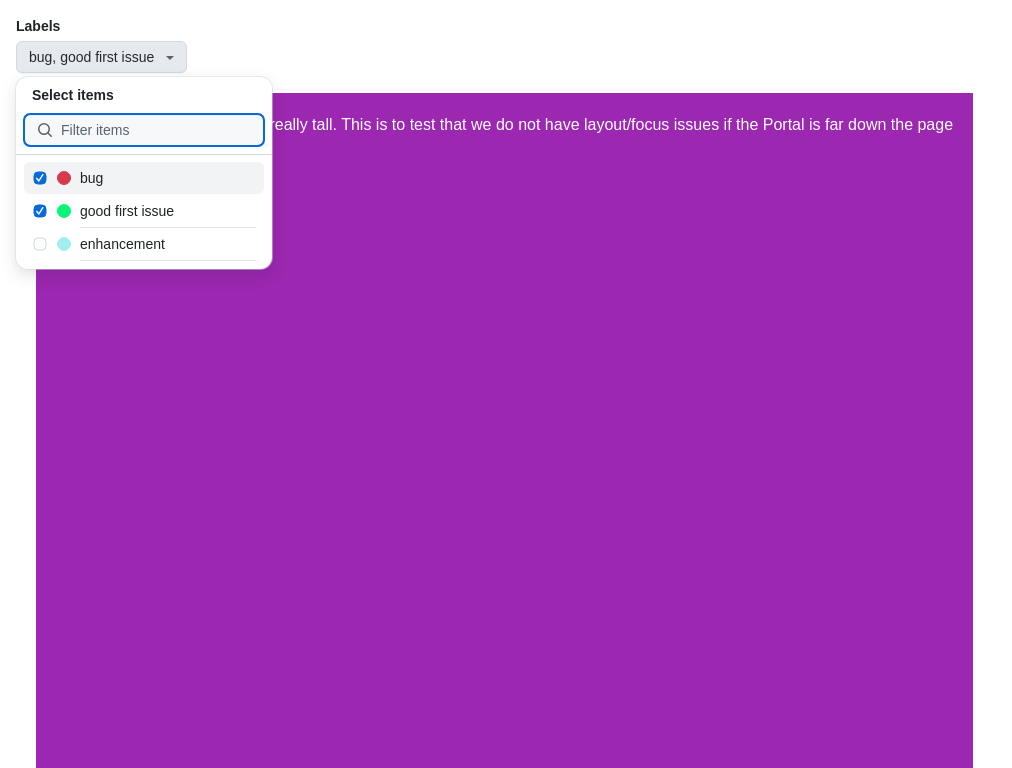 Labels
bug, good first issue
Select items
really tall. This is to test that we do not have layout/focus issues if the Portal is far down the page
Filter items
bug
good first issue
enhancement